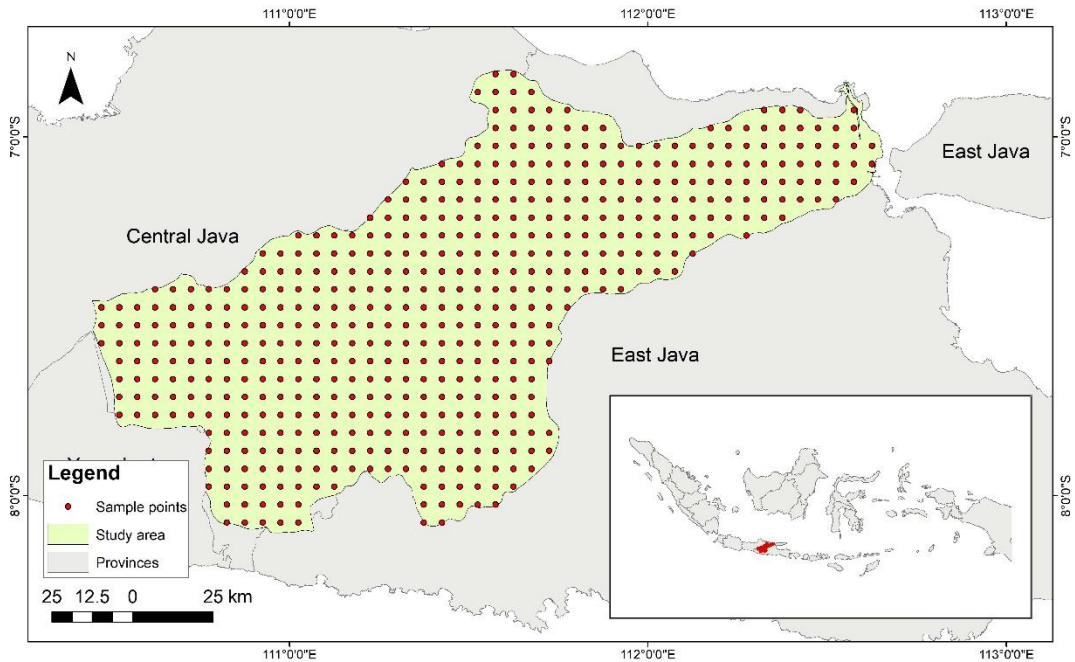 111°0'0"E 112°0'0"E 113°0'0"E
N
7°0'0"S 7°0'0"S
East Java
Central Java
East Java
Legend
Sample points
Study area
Provinces
8°0'0"S 8°0'0"S
25 12.5 0 25 km
111°0'0"E 112°0'0"E 113°0'0"E